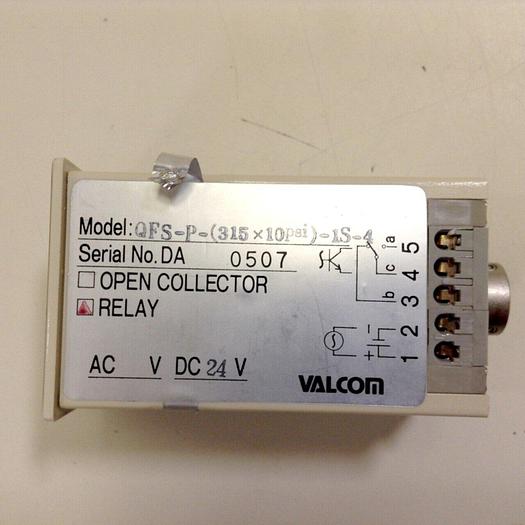 Model: QFS-P-(315×10psi)-1S-4
Serial No. DA 0507
OPEN COLLECTOR
RELAY
AC V DC 24 V
VALCOM
a
c
b
5
4
3
2
1
- +